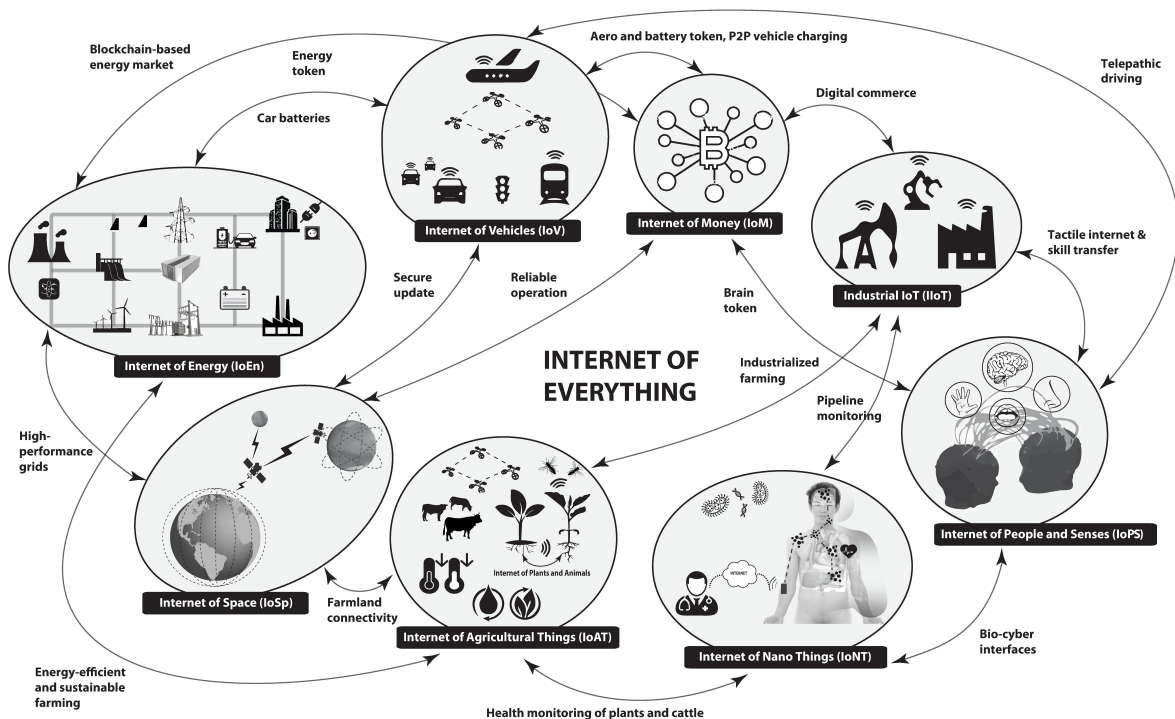 Blockchain-based
energy market
Energy
token
Car batteries
Aero and battery token, P2P vehicle charging
Digital commerce
Telepathic
driving
Internet of Vehicles (IoV)
Internet of Money (IoM)
Tactile internet &
skill transfer
Industrial IoT (IIoT)
Secure
update
Reliable
operation
Brain
token
Internet of Energy (IoEn)
INTERNET OF
EVERYTHING
Industrialized
farming
Pipeline
monitoring
High-
performance
grids
Internet of People and Senses (IoPS)
Internet of Plants and Animals
INTERNET
Internet of Space (IoSp)
Farmland
connectivity
Internet of Agricultural Things (IoAT)
Internet of Nano Things (IoNT)
Bio-cyber
interfaces
Energy-efficient
and sustainable
farming
Health monitoring of plants and cattle